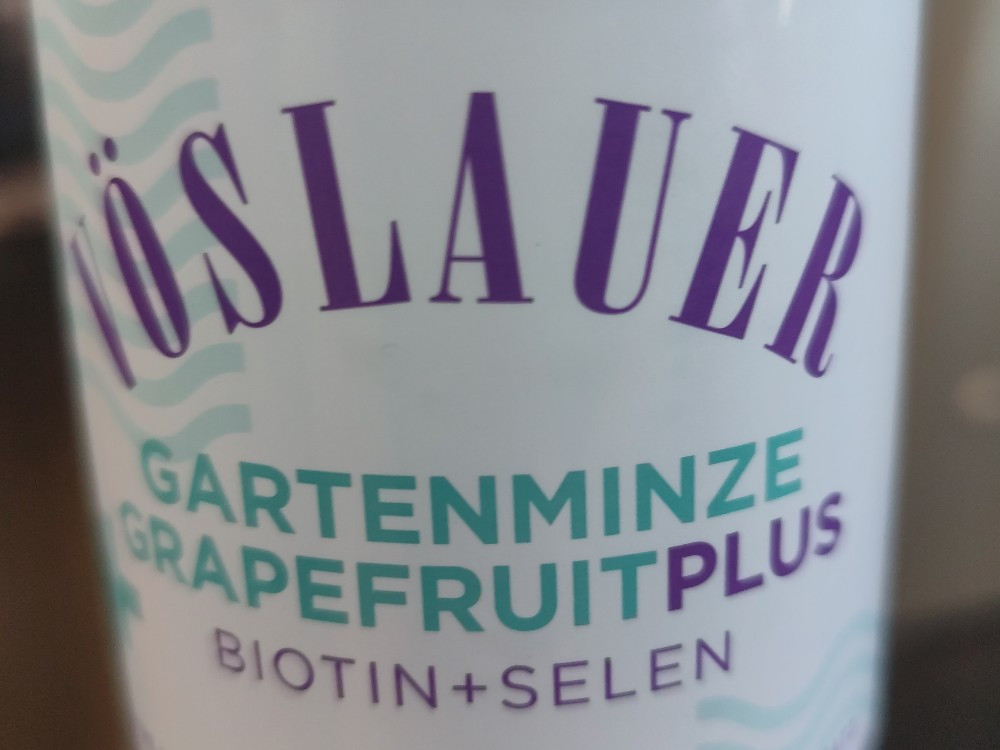 VÖSLAUER
GARTENMINZE
GRAPEFRUITPLUS
BIOTIN+SELEN